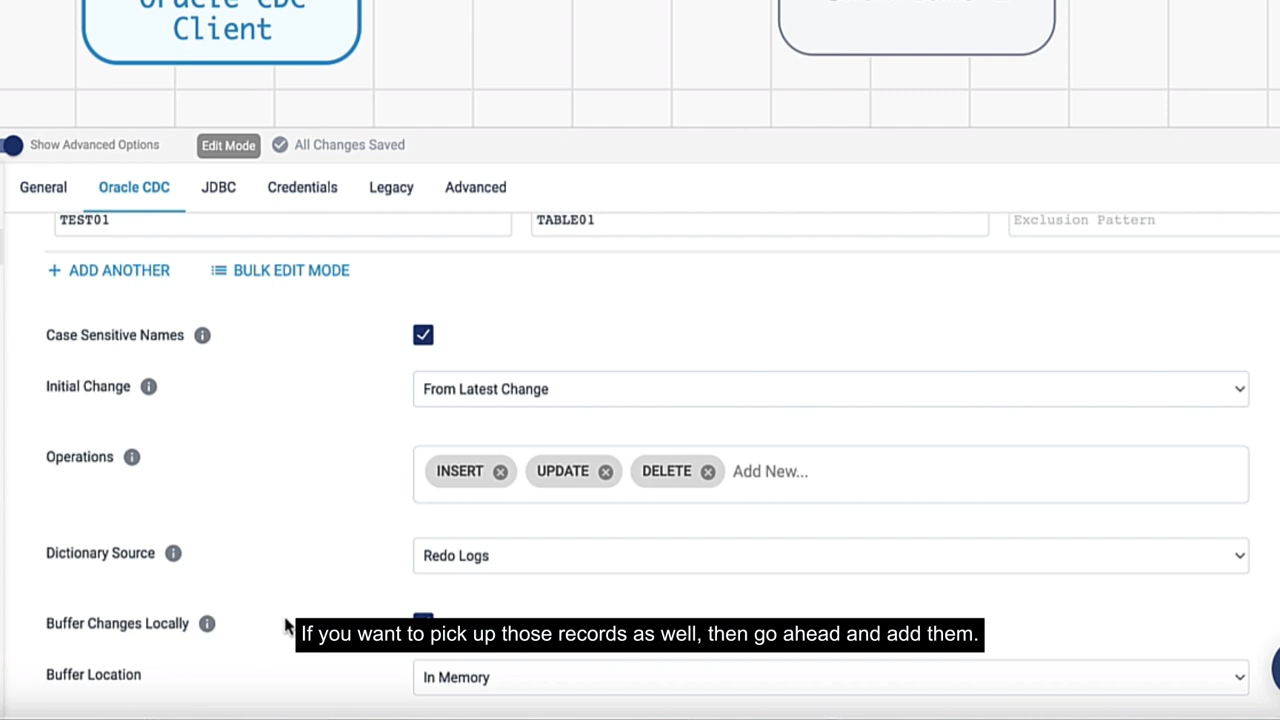 Oracle CDC
Client
Show Advanced Options
Edit Mode
All Changes Saved
General
Oracle CDC
JDBC
Credentials
Legacy
Advanced
TEST01
TABLE01
Exclusion Pattern
+ ADD ANOTHER
BULK EDIT MODE
Case Sensitive Names
Initial Change
From Latest Change
Operations
INSERT
UPDATE
DELETE
Add New...
Dictionary Source
Redo Logs
Buffer Changes Locally
If you want to pick up those records as well, then go ahead and add them.
Buffer Location
In Memory